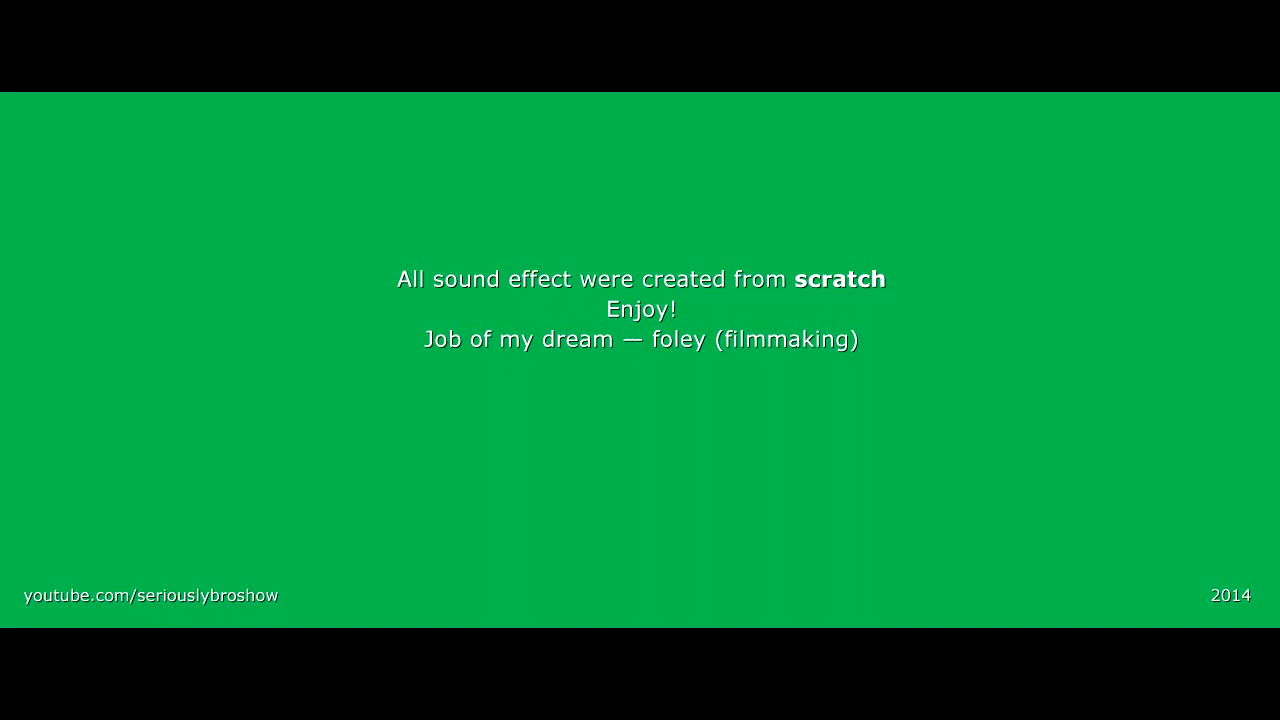 All sound effect were created from scratch
Enjoy!
Job of my dream — foley (filmmaking)
youtube.com/seriouslybroshow
2014